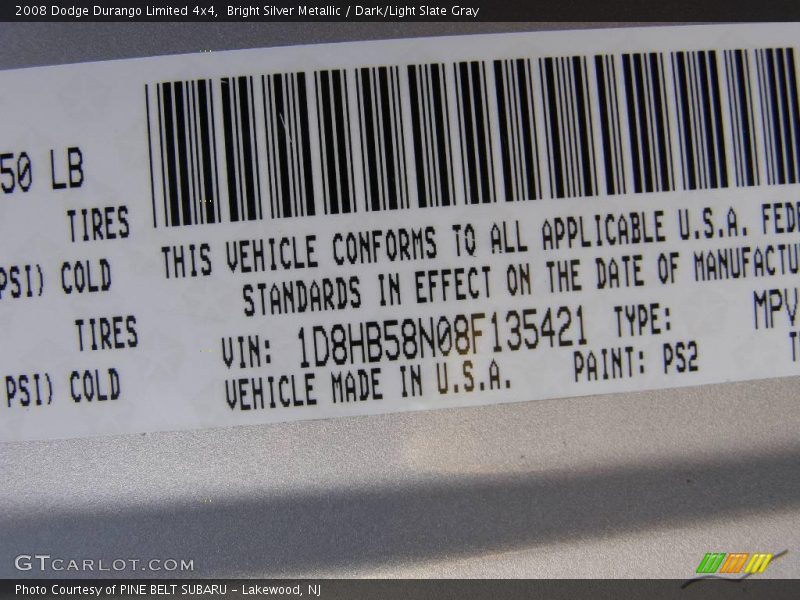 2008 Dodge Durango Limited 4x4, Bright Silver Metallic / Dark/Light Slate Gray
50 LB
TIRES
PSI) COLD
TIRES
PSI) COLD
THIS VEHICLE CONFORMS TO ALL APPLICABLE U.S.A. FEDE
STANDARDS IN EFFECT ON THE DATE OF MANUFACTU
VIN: 1D8HB58N08F135421 TYPE: MPV
VEHICLE MADE IN U.S.A. PAINT: PS2
GTCARLOT.COM
Photo Courtesy of PINE BELT SUBARU - Lakewood, NJ